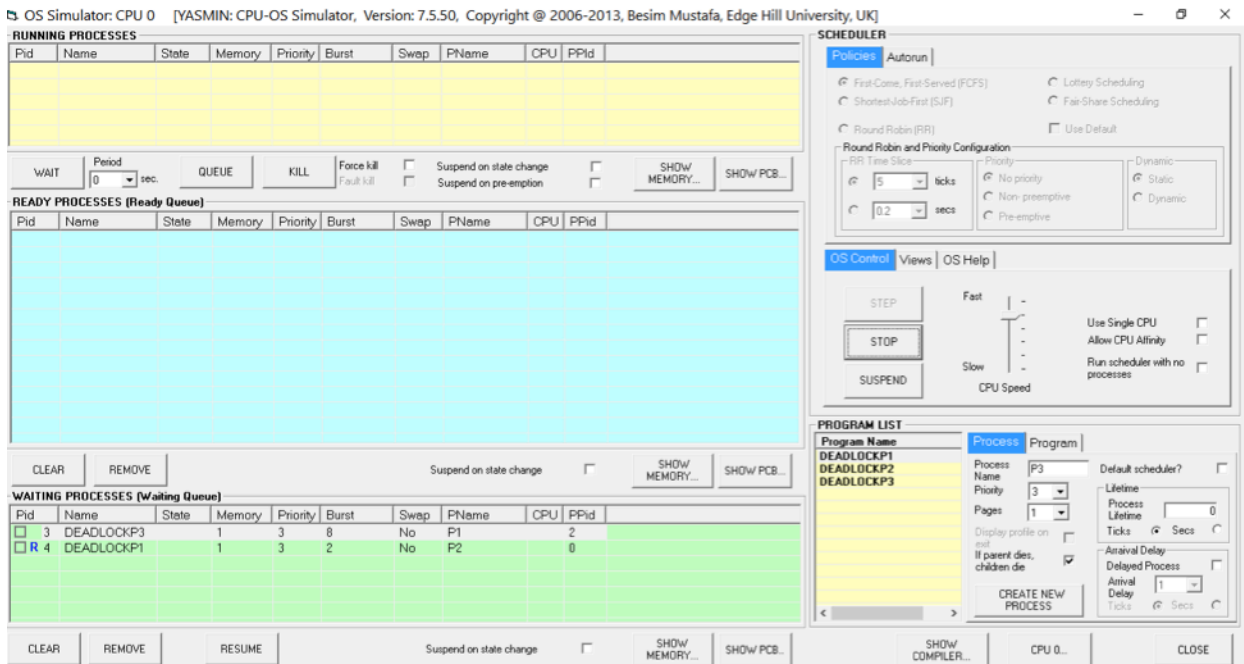 OS Simulator: CPU 0 [YASMIN: CPU-OS Simulator, Version: 7.5.50, Copyright @ 2006-2013, Besim Mustafa, Edge Hill University, UK]
RUNNING PROCESSES
Pid Name State Memory Priority Burst Swap PName CPU PPId
WAIT
Period
0 sec.
QUEUE
KILL
Force kill
Fault kill
Suspend on state change
Suspend on pre-emption
SHOW MEMORY...
SHOW PCB...
READY PROCESSES (Ready Queue)
Pid Name State Memory Priority Burst Swap PName CPU PPId
CLEAR
REMOVE
Suspend on state change
SHOW MEMORY...
SHOW PCB...
WAITING PROCESSES (Waiting Queue)
Pid Name State Memory Priority Burst Swap PName CPU PPId
3 DEADLOCKP3 1 3 8 No P1 2
R 4 DEADLOCKP1 1 3 2 No P2 0
CLEAR
REMOVE
RESUME
Suspend on state change
SHOW MEMORY...
SHOW PCB..
SCHEDULER
Policies Autorun
First-Come, First-Served (FCFS)
Lottery Scheduling
Shortest-Job-First (SJF)
Fair-Share Scheduling
Round Robin (RR)
Use Default
Round Robin and Priority Configuration
RR Time Slice
5 ticks
0.2 secs
Priority
No priority
Non- preemptive
Pre-emptive
Dynamic
Static
Dynamic
OS Control Views OS Help
STEP
STOP
SUSPEND
Fast
Slow
CPU Speed
Use Single CPU
Allow CPU Affinity
Run scheduler with no
processes
PROGRAM LIST
Program Name
DEADLOCKP1
DEADLOCKP2
DEADLOCKP3
Process Program
Process
Name
P3
Priority
3
Pages
1
Display profile on
exit
If parent dies,
children die
CREATE NEW
PROCESS
Default scheduler?
Lifetime
Process
Lifetime
0
Ticks Secs
Arraival Delay
Delayed Process
Arrival
Delay
1
Ticks Secs
SHOW
COMPILER...
CPU 0...
CLOSE